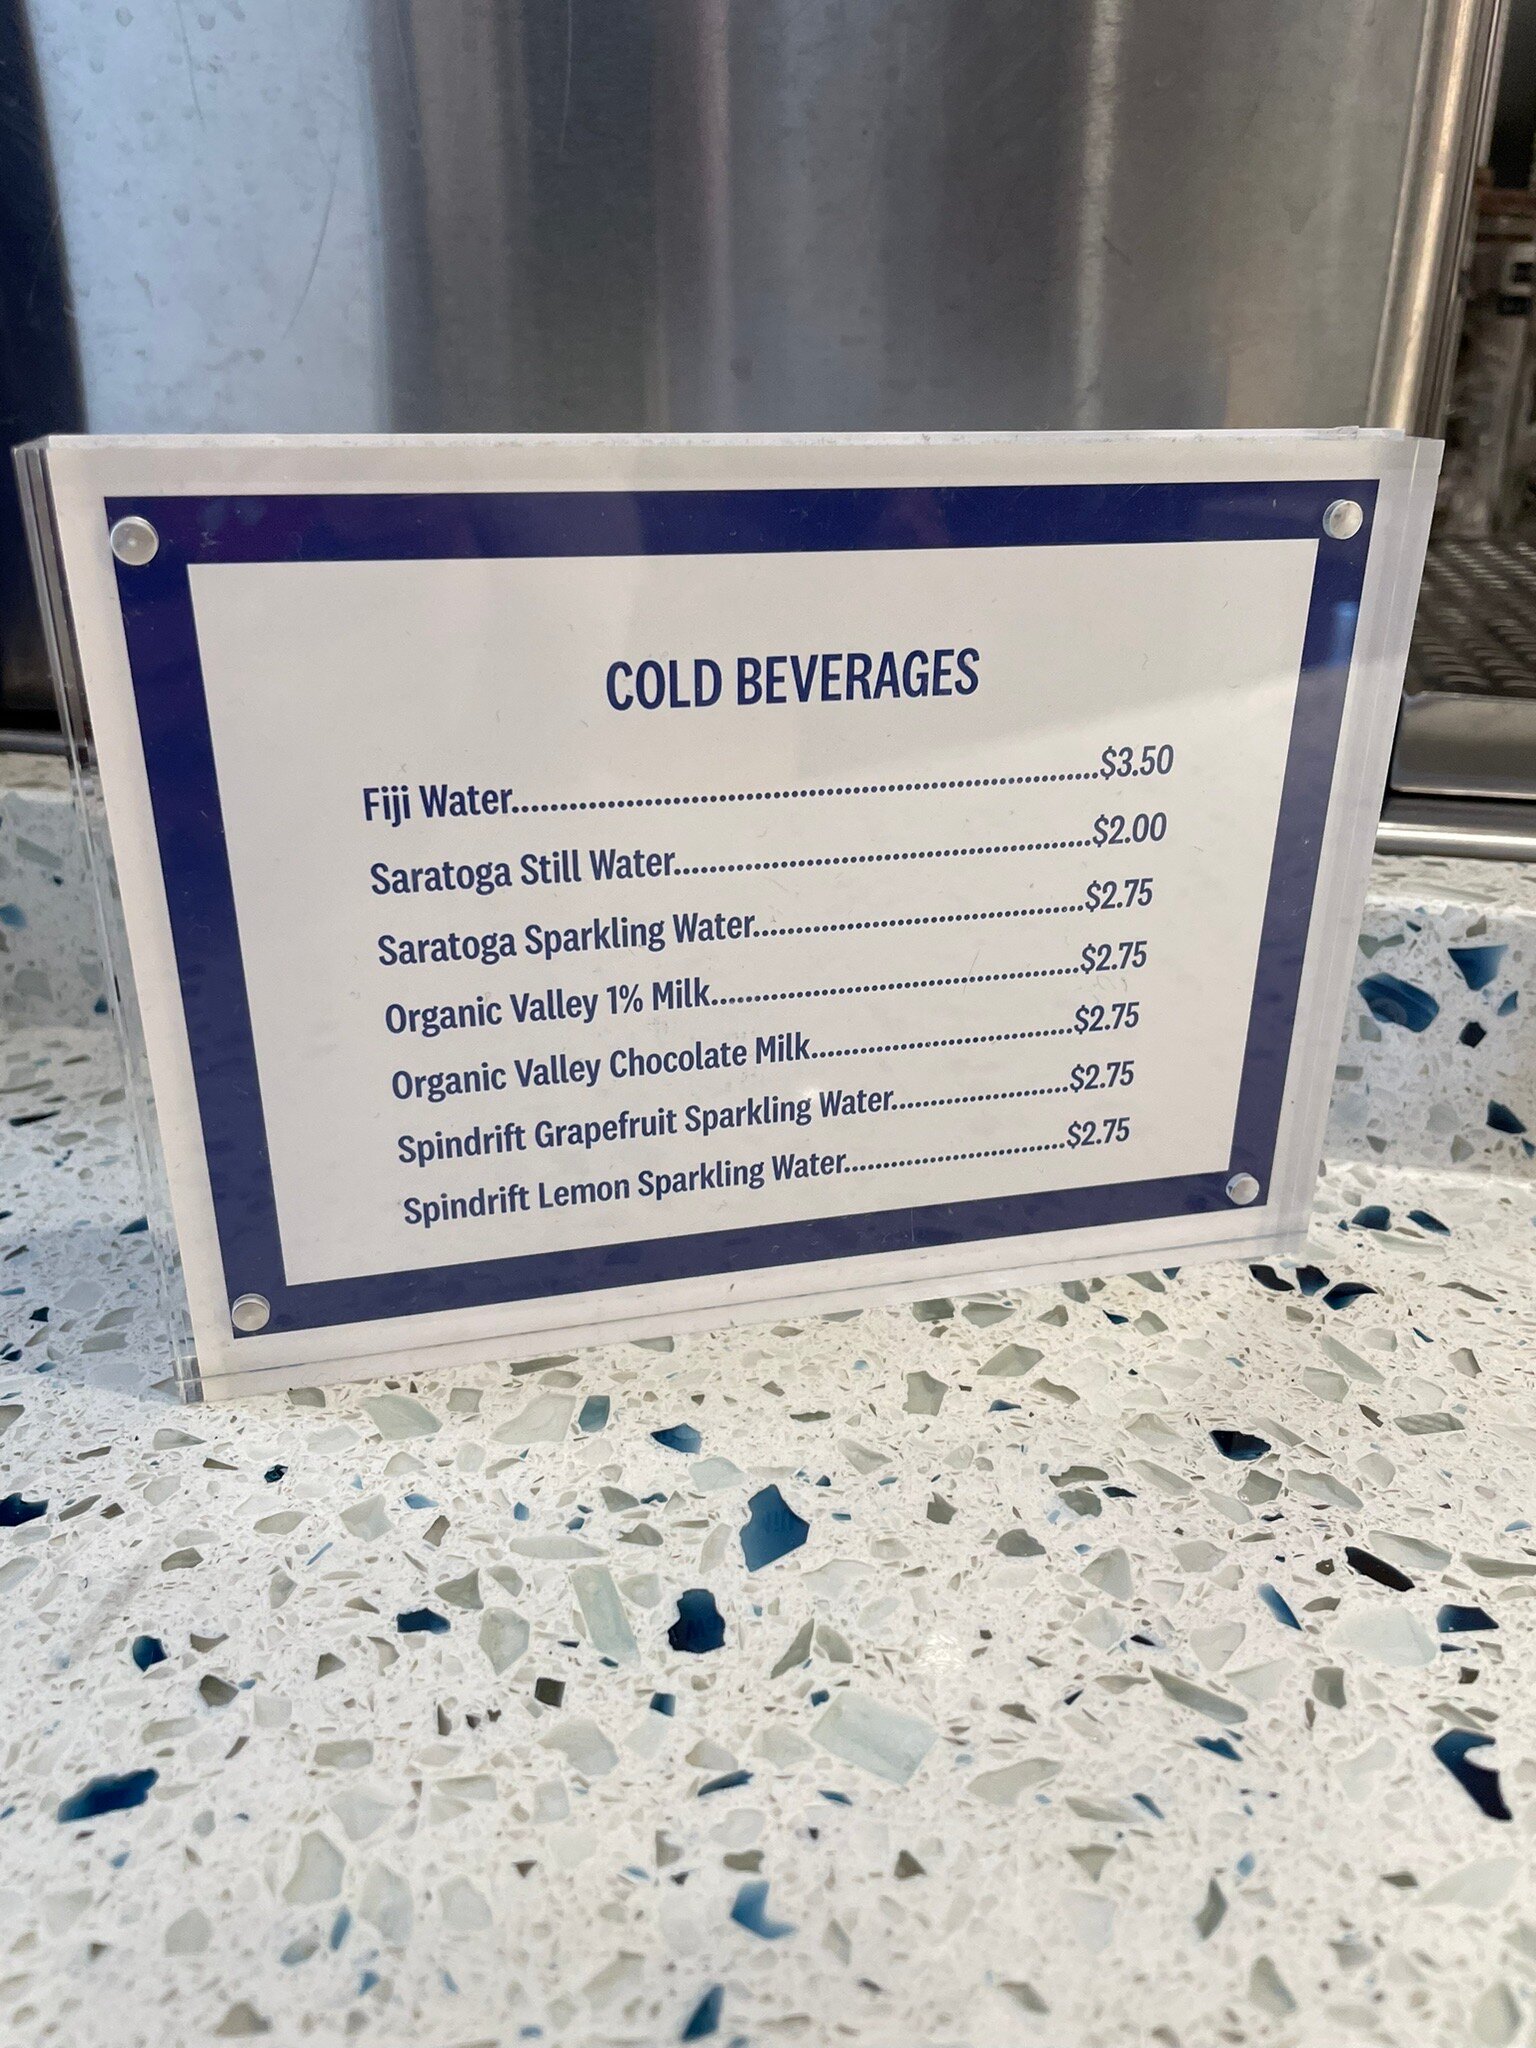 COLD BEVERAGES
Fiji Water..........................................................................$3.50
Saratoga Still Water....................................................$2.00
Saratoga Sparkling Water..........................................$2.75
Organic Valley 1% Milk................................................$2.75
Organic Valley Chocolate Milk..................................$2.75
Spindrift Grapefruit Sparkling Water.......................$2.75
Spindrift Lemon Sparkling Water............................$2.75